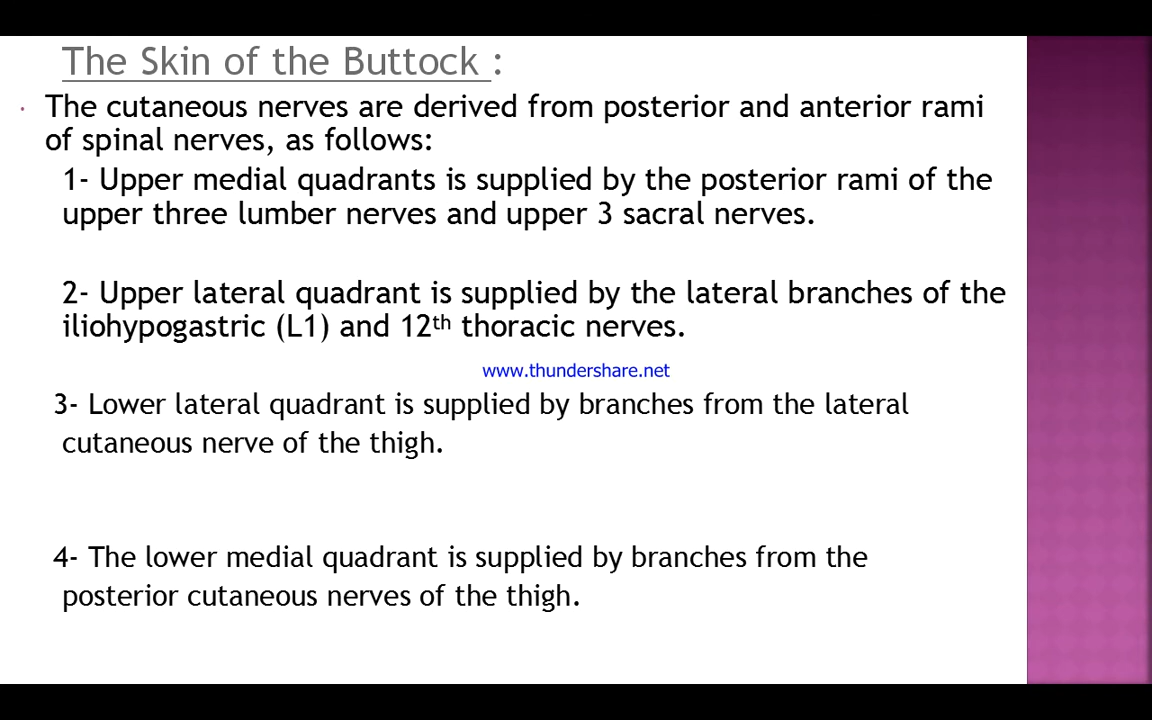 The Skin of the Buttock :
· The cutaneous nerves are derived from posterior and anterior rami
of spinal nerves, as follows:
1- Upper medial quadrants is supplied by the posterior rami of the
upper three lumber nerves and upper 3 sacral nerves.
2- Upper lateral quadrant is supplied by the lateral branches of the
iliohypogastric (L1) and 12th thoracic nerves.
www.thundershare.net
3- Lower lateral quadrant is supplied by branches from the lateral
cutaneous nerve of the thigh.
4- The lower medial quadrant is supplied by branches from the
posterior cutaneous nerves of the thigh.